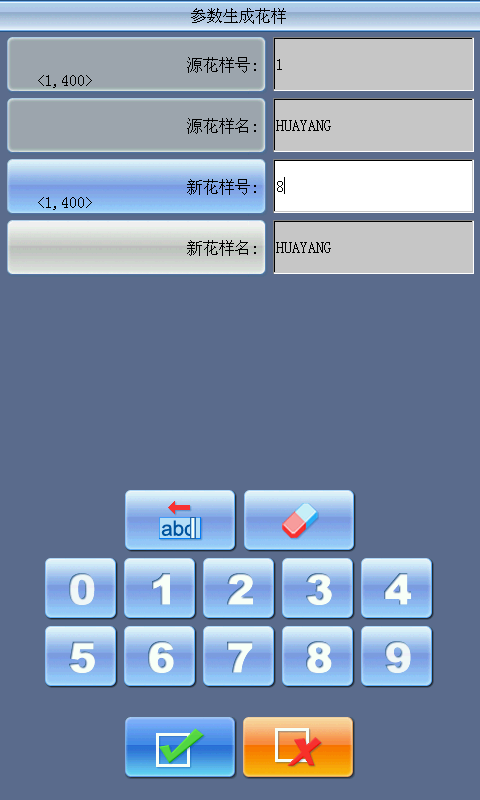 参数生成花样
源花样号:
<1,400>
1
源花样名:
HUAYANG
新花样号:
<1,400>
8
新花样名:
HUAYANG
abc
0 1 2 3 4
5 6 7 8 9